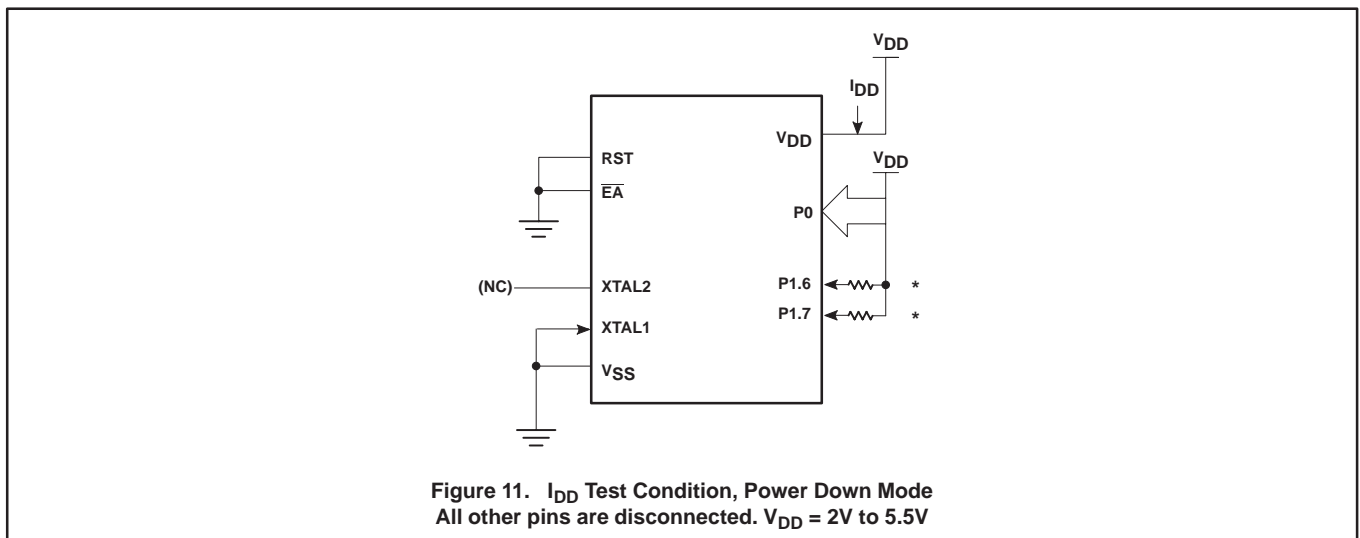 VDD
IDD
VDD
VDD
RST
EA
P0
(NC)
XTAL2
P1.6 *
P1.7 *
XTAL1
VSS
Figure 11. IDD Test Condition, Power Down Mode
All other pins are disconnected. VDD = 2V to 5.5V